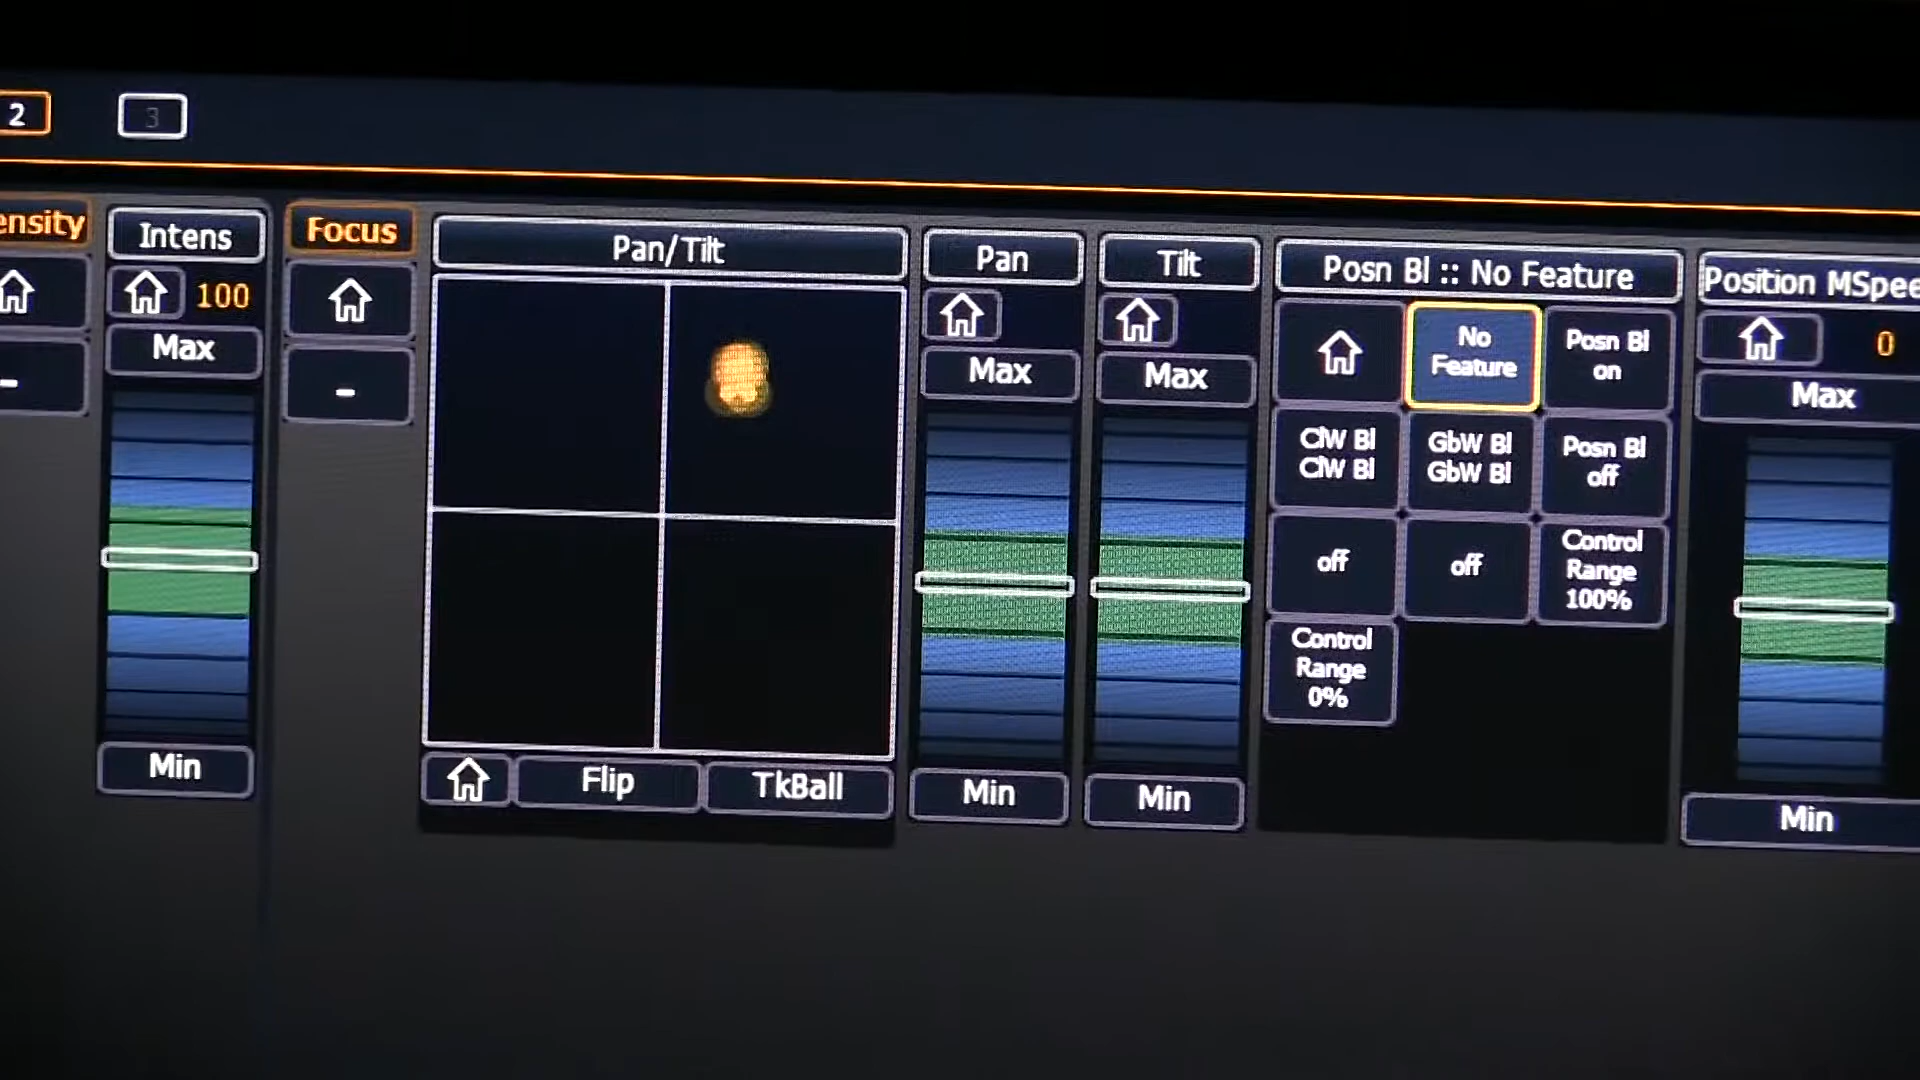 2
3
ensity
Intens
100
Max
Min
-
Focus
-
Pan/Tilt
Flip
TkBall
Pan
Max
Min
Tilt
Max
Min
Posn Bl :: No Feature
No
Feature
Posn Bl
on
ClW Bl
ClW Bl
GbW Bl
GbW Bl
Posn Bl
off
off
off
Control
Range
100%
Control
Range
0%
Position MSpee
0
Max
Min